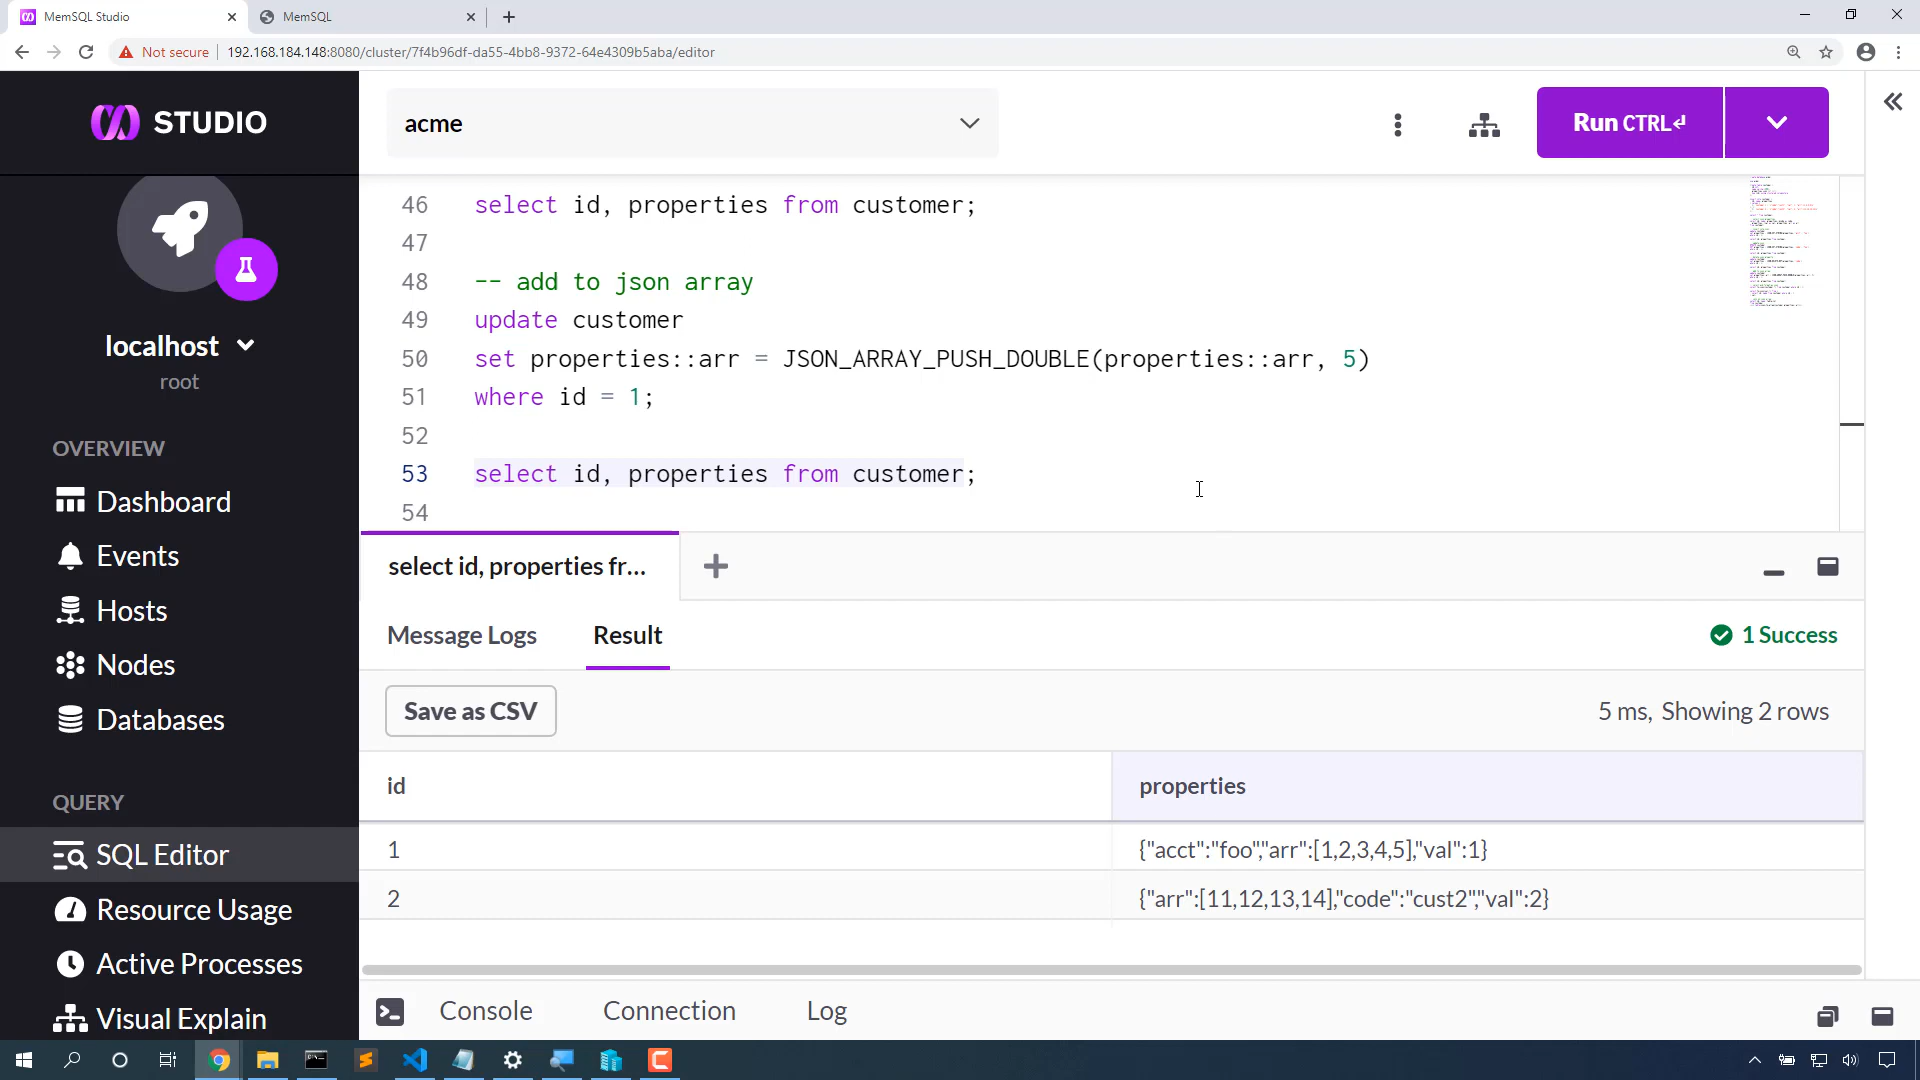 MemSQL Studio
MemSQL
Not secure
192.168.184.148:8080/cluster/7f4b96df-da55-4bb8-9372-64e4309b5aba/editor
STUDIO
acme
Run CTRL↵
localhost
root
OVERVIEW
Dashboard
Events
Hosts
Nodes
Databases
QUERY
SQL Editor
Resource Usage
Active Processes
Visual Explain
46 select id, properties from customer;
47
48 -- add to json array
49 update customer
50 set properties::arr = JSON_ARRAY_PUSH_DOUBLE(properties::arr, 5)
51 where id = 1;
52
53 select id, properties from customer;
54
select id, properties fr...
Message Logs Result
1 Success
Save as CSV
5 ms, Showing 2 rows
id properties
1 {"acct":"foo","arr":[1,2,3,4,5],"val":1}
2 {"arr":[11,12,13,14],"code":"cust2","val":2}
Console Connection Log